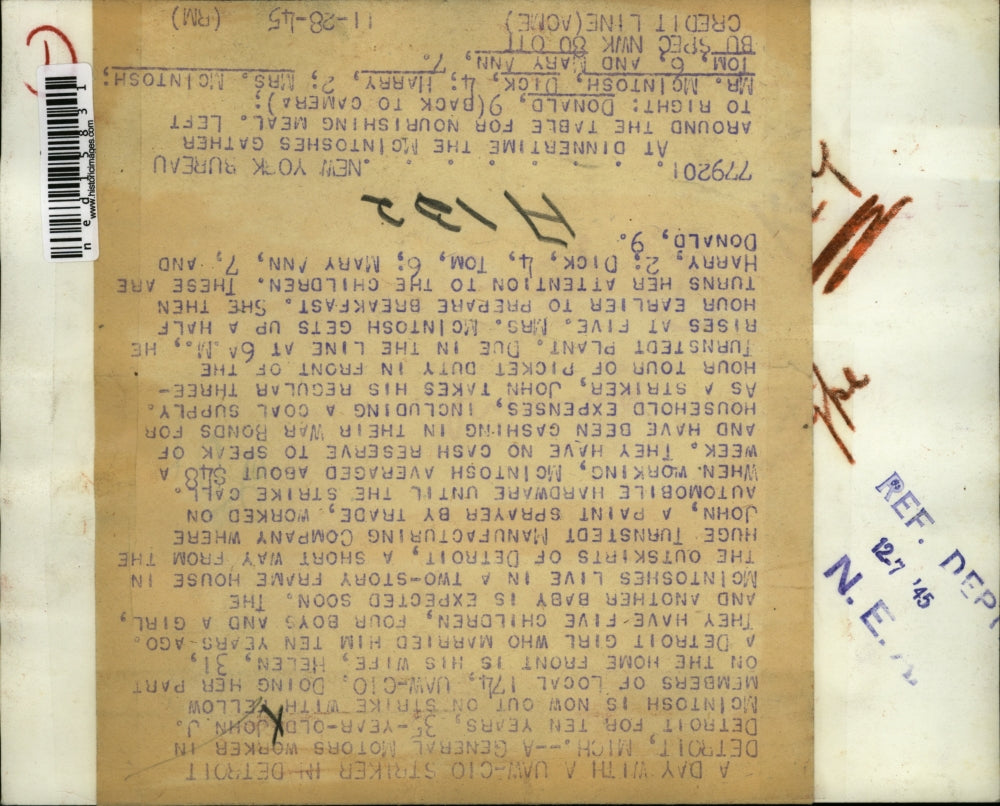 A DAY WITH A UAW-CIO STRIKER IN DETROIT
DETROIT, MICH.--A GENERAL MOTORS WORKER IN
DETROIT FOR TEN YEARS, 35-YEAR-OLD JOHN J.
MCINTOSH IS NOW OUT ON STRIKE WITH FELLOW
MEMBERS OF LOCAL 174, UAW-CIO. DOING HER PART
ON THE HOME FRONT IS HIS WIFE, HELEN, 31,
A DETROIT GIRL WHO MARRIED HIM TEN YEARS AGO.
THEY HAVE FIVE CHILDREN, FOUR BOYS AND A GIRL,
AND ANOTHER BABY IS EXPECTED SOON. THE
MCINTOSHES LIVE IN A TWO-STORY FRAME HOUSE IN
THE OUTSKIRTS OF DETROIT, A SHORT WAY FROM THE
HUGE TURNSTEDT MANUFACTURING COMPANY WHERE
JOHN, A PAINT SPRAYER BY TRADE, WORKED ON
AUTOMOBILE HARDWARE UNTIL THE STRIKE CALL.
WHEN WORKING, MCINTOSH AVERAGED ABOUT $48 A
WEEK. THEY HAVE NO CASH RESERVE TO SPEAK OF
AND HAVE BEEN CASHING IN THEIR WAR BONDS FOR
HOUSEHOLD EXPENSES, INCLUDING A COAL SUPPLY.
AS A STRIKER, JOHN TAKES HIS REGULAR THREE-
HOUR TOUR OF PICKET DUTY IN FRONT OF THE
TURNSTEDT PLANT. DUE IN THE LINE AT 6 A.M., HE
RISES AT FIVE. MRS. MCINTOSH GETS UP A HALF
HOUR EARLIER TO PREPARE BREAKFAST. SHE THEN
TURNS HER ATTENTION TO THE CHILDREN. THESE ARE
HARRY, 2; DICK, 4, TOM, 6; MARY ANN, 7, AND
DONALD, 9.
H 122
779201 . . . . . . . . NEW YORK BUREAU
AT DINNERTIME THE MCINTOSHES GATHER
AROUND THE TABLE FOR NOURISHING MEAL. LEFT
TO RIGHT: DONALD, 9(BACK TO CAMERA);
MR. MCINTOSH, DICK, 4; HARRY, 2; MRS. MCINTOSH;
TOM, 6, AND MARY ANN, 7.
BU SPEC NWK BO OTT
CREDIT LINE(ACME) 11-28-45 (RM)
ned15831
www.historicimages.com
REF. DEPT
12-7 '45
N. E.